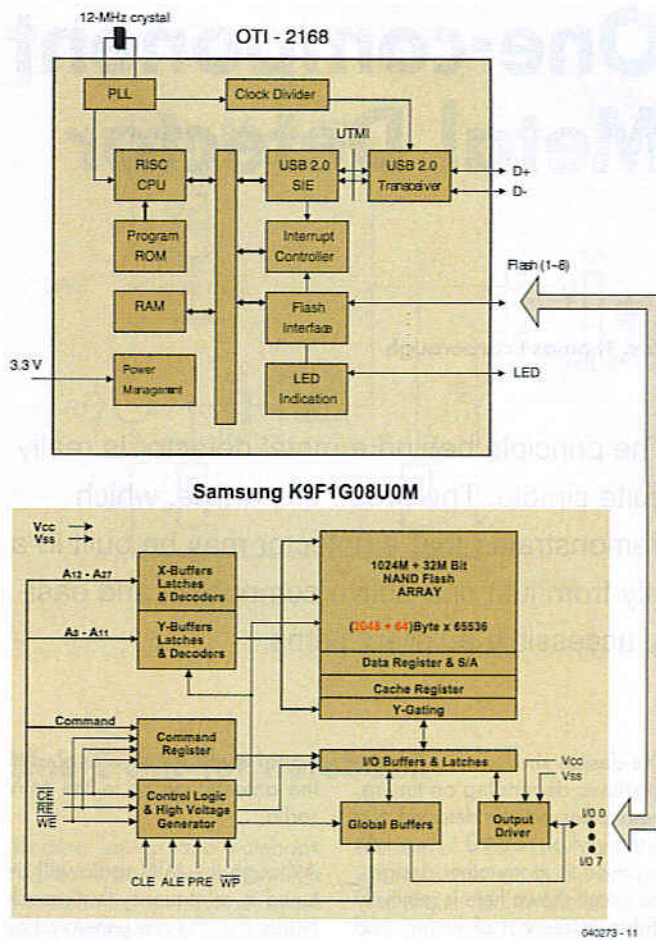 12-MHz crystal
OTI - 2168
PLL
Clock Divider
UTMI
RISC
CPU
USB 2.0
SIE
USB 2.0
Transceiver
D+
D-
Program
ROM
Interrupt
Controller
Flash (1-8)
RAM
Flash
Interface
3.3 V
Power
Management
LED
Indication
LED
Samsung K9F1G08U0M
Vcc
Vss
A12 - A27
X-Buffers
Latches
& Decoders
1024M + 32M Bit
NAND Flash
ARRAY
(2048 + 64)Byte x 65536
A0 - A11
Y-Buffers
Latches
& Decoders
Data Register & S/A
Cache Register
Y-Gating
Command
Command
Register
I/O Buffers & Latches
Vcc
Vss
CE
RE
WE
Control Logic
& High Voltage
Generator
Global Buffers
Output
Driver
I/O 0
I/O 7
CLE ALE PRE WP
040273 - 11